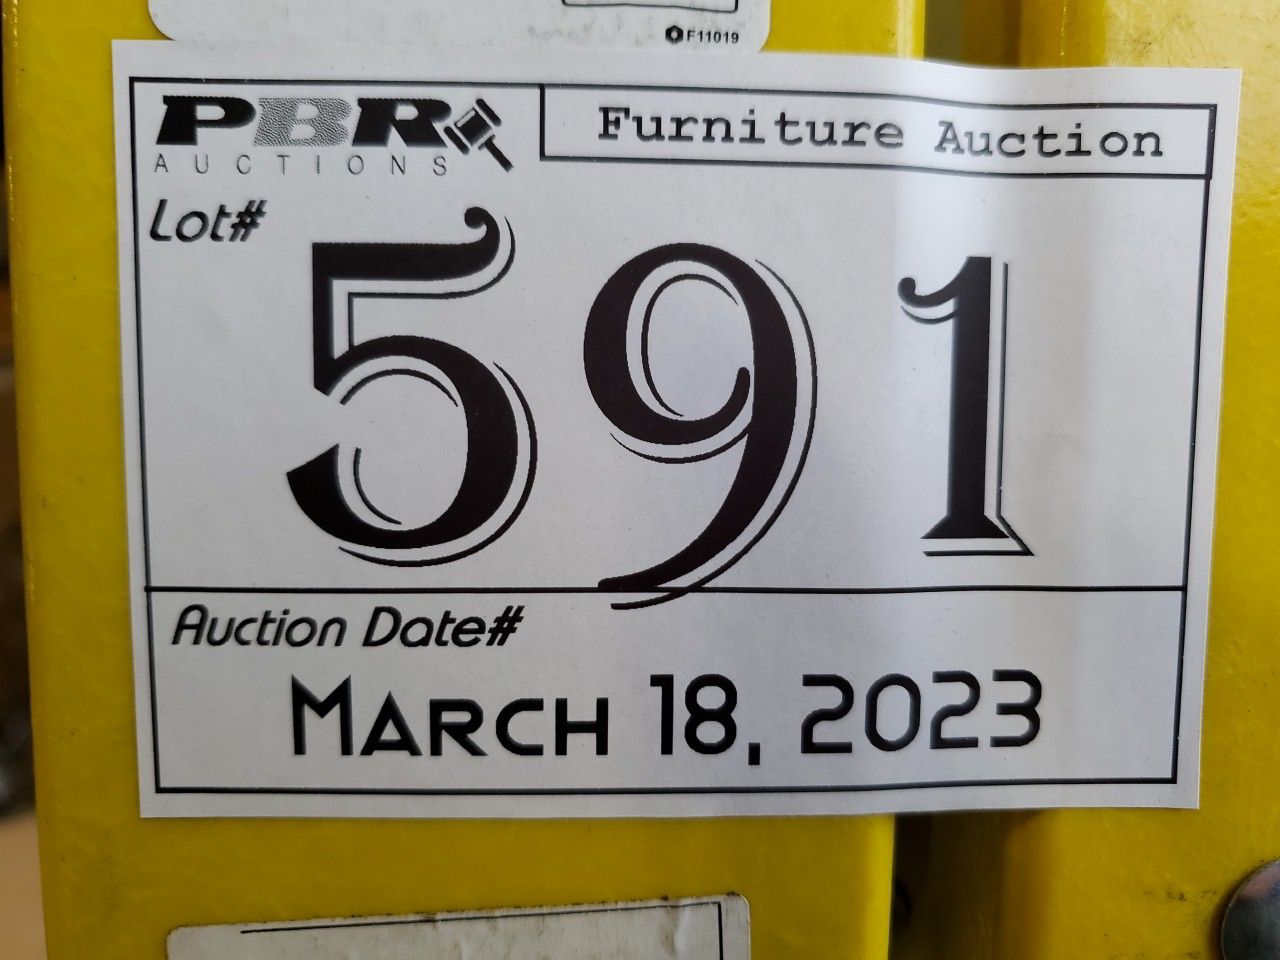 F11019
PBR
AUCTIONS
Furniture Auction
Lot#
591
Auction Date#
March 18, 2023